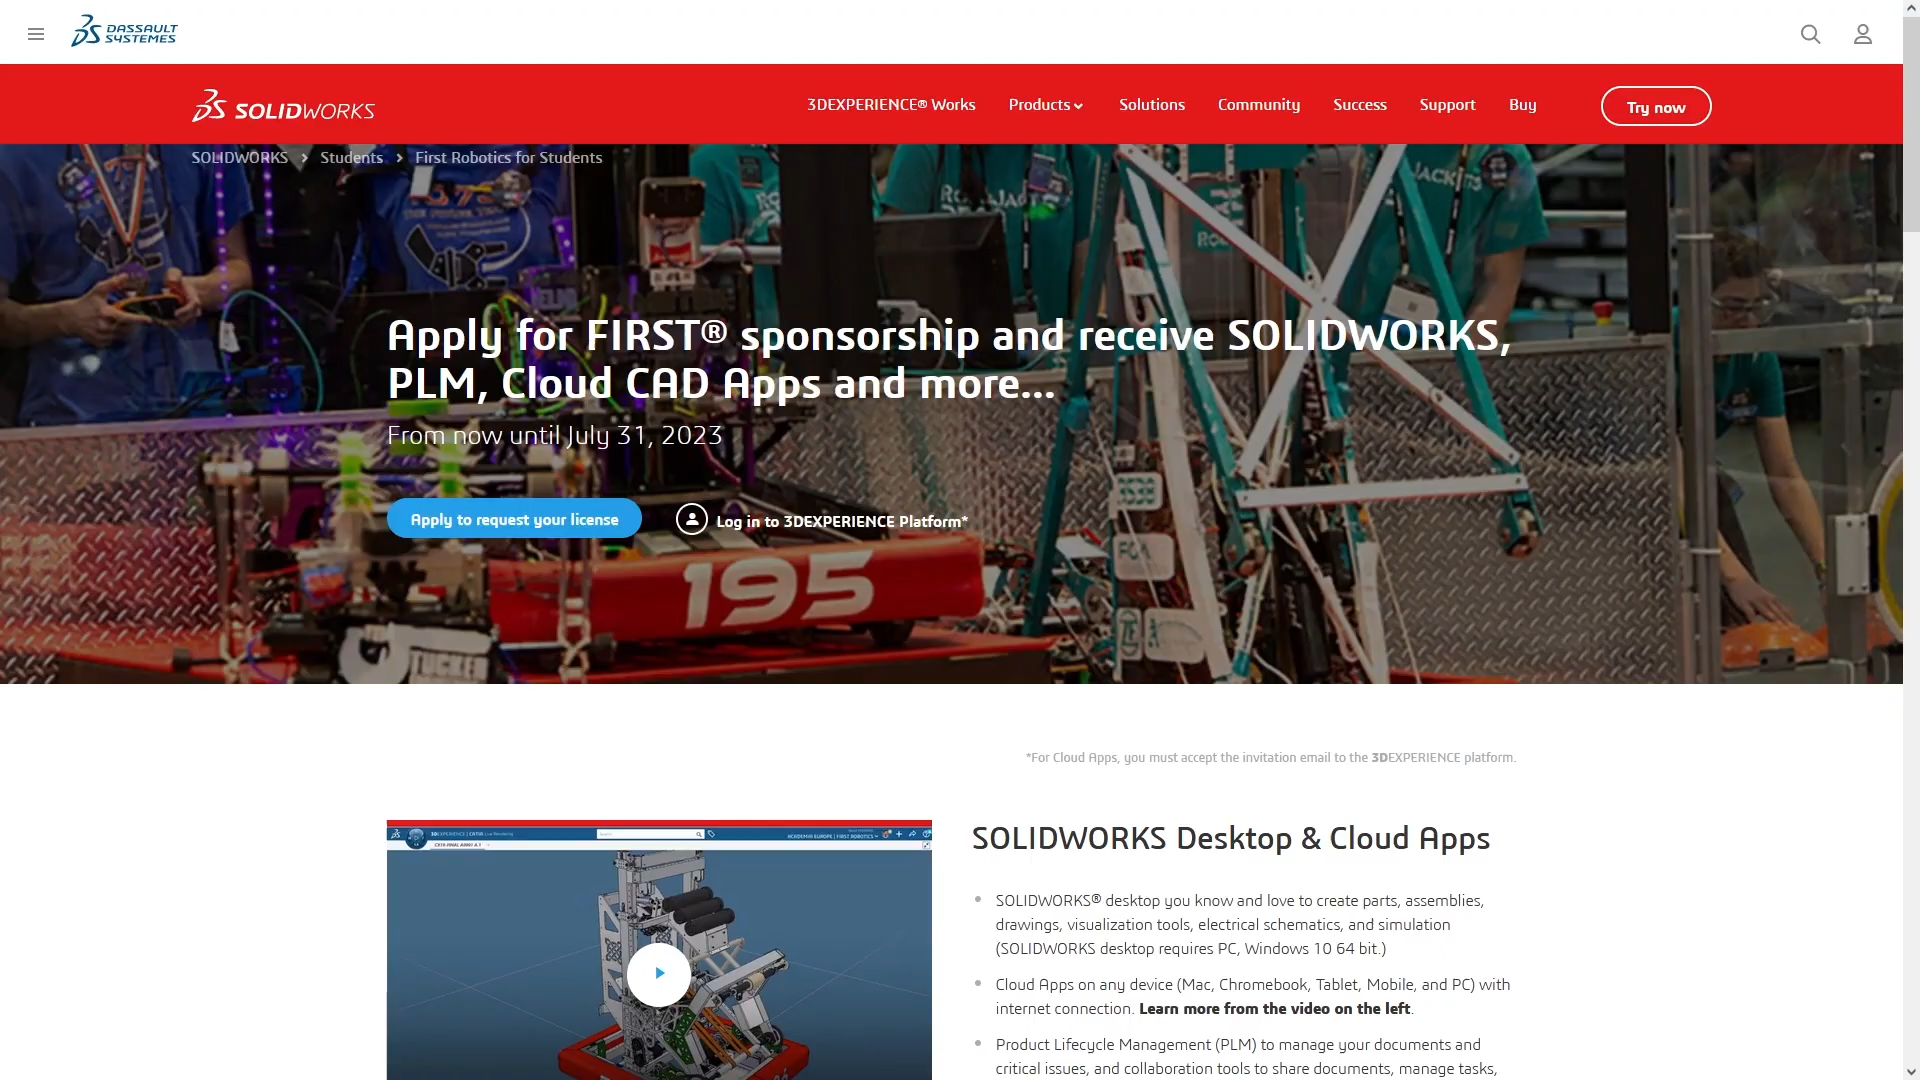 DASSAULT
SYSTEMES
SOLIDWORKS
3DEXPERIENCE® Works
Products
Solutions
Community
Success
Support
Buy
Try now
SOLIDWORKS
Students
First Robotics for Students
Apply for FIRST® sponsorship and receive SOLIDWORKS,
PLM, Cloud CAD Apps and more...
From now until July 31, 2023
Apply to request your license
Log in to 3DEXPERIENCE Platform*
195
TUCKER
*For Cloud Apps, you must accept the invitation email to the 3DEXPERIENCE platform.
SOLIDWORKS Desktop & Cloud Apps
SOLIDWORKS® desktop you know and love to create parts, assemblies,
drawings, visualization tools, electrical schematics, and simulation
(SOLIDWORKS desktop requires PC, Windows 10 64 bit.)
Cloud Apps on any device (Mac, Chromebook, Tablet, Mobile, and PC) with
internet connection. Learn more from the video on the left.
Product Lifecycle Management (PLM) to manage your documents and
critical issues, and collaboration tools to share documents, manage tasks,